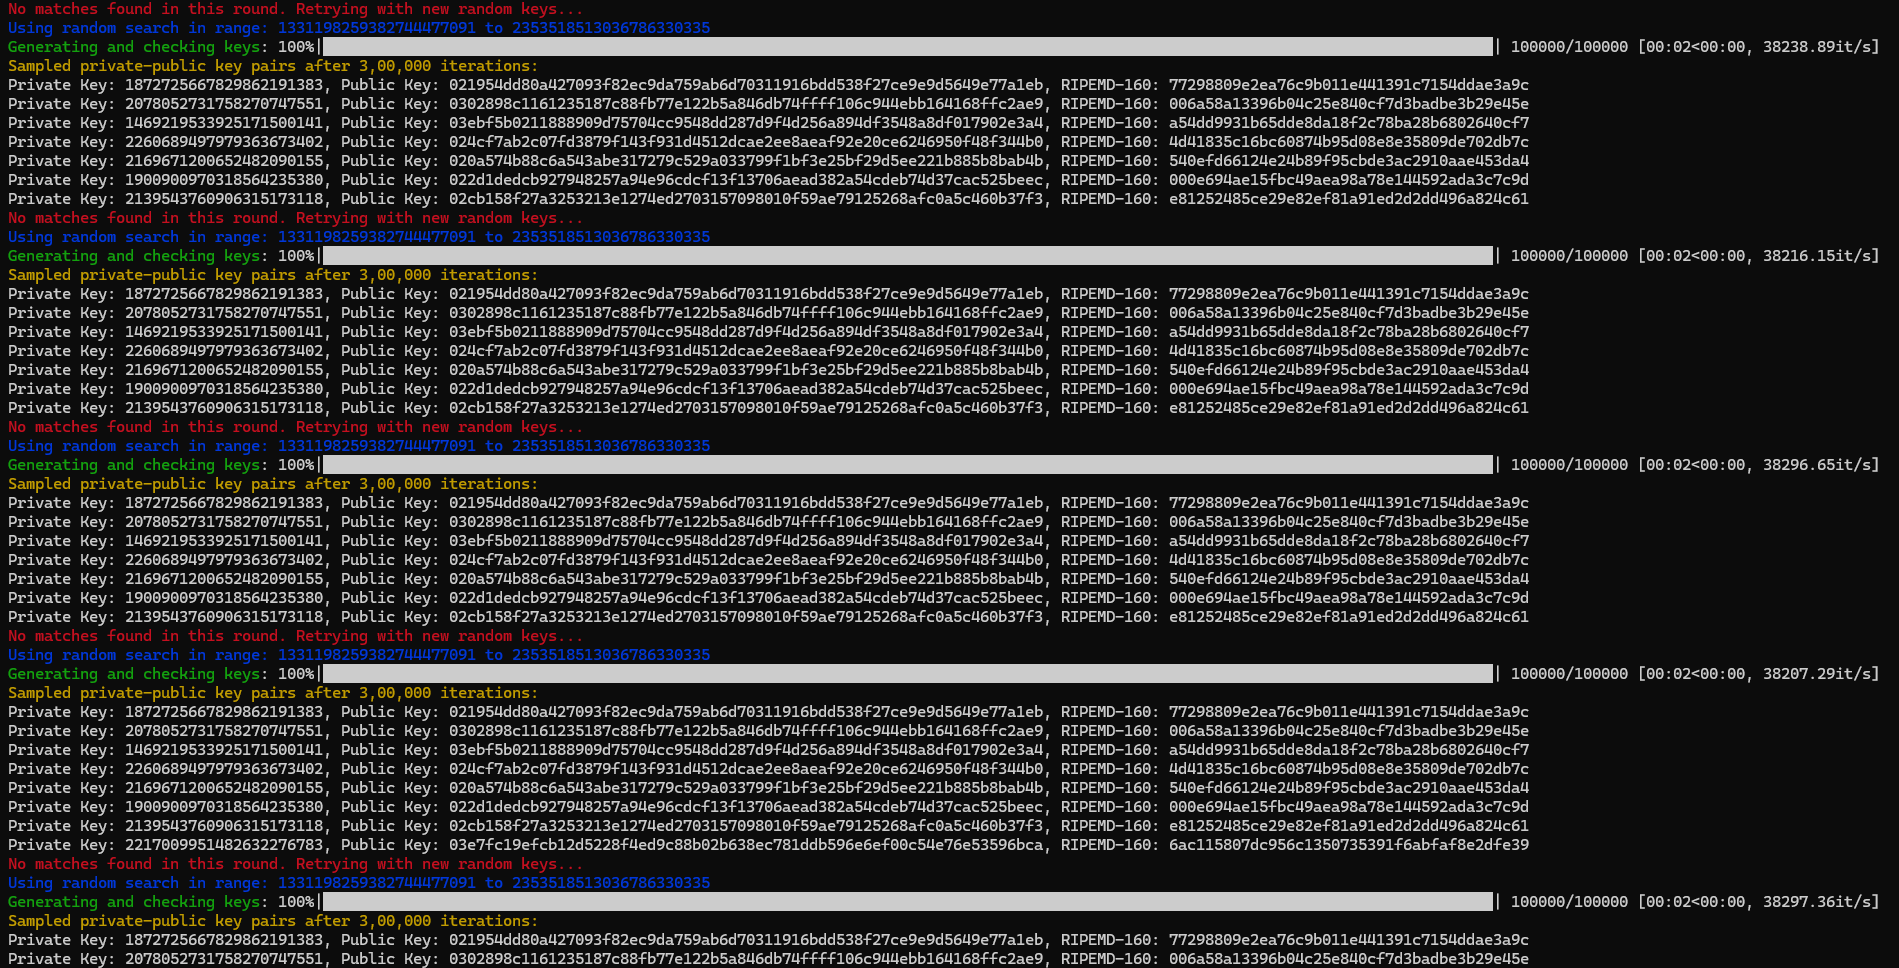 No matches found in this round. Retrying with new random keys...
Using random search in range: 1331198259382744477091 to 2353518513036786330335
Generating and checking keys: 100%| | 100000/100000 [00:02<00:00, 38238.89it/s]
Sampled private-public key pairs after 3,00,000 iterations:
Private Key: 1872725667829862191383, Public Key: 021954dd80a427093f82ec9da759ab6d70311916bdd538f27ce9e9d5649e77a1eb, RIPEMD-160: 77298809e2ea76c9b011e441391c7154ddae3a9c
Private Key: 2078052731758270747551, Public Key: 0302898c1161235187c88fb77e122b5a846db74ffff106c944ebb164168ffc2ae9, RIPEMD-160: 006a58a13396b04c25e840cf7d3badbe3b29e45e
Private Key: 1469219533925171500141, Public Key: 03ebf5b0211888909d75704cc9548dd287d9f4d256a894df3548a8df017902e3a4, RIPEMD-160: a54dd9931b65dde8da18f2c78ba28b6802640cf7
Private Key: 2260689497979363673402, Public Key: 024cf7ab2c07fd3879f143f931d4512dcae2ee8aeaf92e20ce6246950f48f344b0, RIPEMD-160: 4d41835c16bc60874b95d08e8e35809de702db7c
Private Key: 2169671200652482090155, Public Key: 020a574b88c6a543abe317279c529a033799f1bf3e25bf29d5ee221b885b8bab4b, RIPEMD-160: 540efd66124e24b89f95cbde3ac2910aae453da4
Private Key: 1900900970318564235380, Public Key: 022d1dedcb927948257a94e96cdcf13f13706aead382a54cdeb74d37cac525beec, RIPEMD-160: 000e694ae15fbc49aea98a78e144592ada3c7c9d
Private Key: 2139543760906315173118, Public Key: 02cb158f27a3253213e1274ed2703157098010f59ae79125268afc0a5c460b37f3, RIPEMD-160: e81252485ce29e82ef81a91ed2d2dd496a824c61
No matches found in this round. Retrying with new random keys...
Using random search in range: 1331198259382744477091 to 2353518513036786330335
Generating and checking keys: 100%| | 100000/100000 [00:02<00:00, 38216.15it/s]
Sampled private-public key pairs after 3,00,000 iterations:
Private Key: 1872725667829862191383, Public Key: 021954dd80a427093f82ec9da759ab6d70311916bdd538f27ce9e9d5649e77a1eb, RIPEMD-160: 77298809e2ea76c9b011e441391c7154ddae3a9c
Private Key: 2078052731758270747551, Public Key: 0302898c1161235187c88fb77e122b5a846db74ffff106c944ebb164168ffc2ae9, RIPEMD-160: 006a58a13396b04c25e840cf7d3badbe3b29e45e
Private Key: 1469219533925171500141, Public Key: 03ebf5b0211888909d75704cc9548dd287d9f4d256a894df3548a8df017902e3a4, RIPEMD-160: a54dd9931b65dde8da18f2c78ba28b6802640cf7
Private Key: 2260689497979363673402, Public Key: 024cf7ab2c07fd3879f143f931d4512dcae2ee8aeaf92e20ce6246950f48f344b0, RIPEMD-160: 4d41835c16bc60874b95d08e8e35809de702db7c
Private Key: 2169671200652482090155, Public Key: 020a574b88c6a543abe317279c529a033799f1bf3e25bf29d5ee221b885b8bab4b, RIPEMD-160: 540efd66124e24b89f95cbde3ac2910aae453da4
Private Key: 1900900970318564235380, Public Key: 022d1dedcb927948257a94e96cdcf13f13706aead382a54cdeb74d37cac525beec, RIPEMD-160: 000e694ae15fbc49aea98a78e144592ada3c7c9d
Private Key: 2139543760906315173118, Public Key: 02cb158f27a3253213e1274ed2703157098010f59ae79125268afc0a5c460b37f3, RIPEMD-160: e81252485ce29e82ef81a91ed2d2dd496a824c61
No matches found in this round. Retrying with new random keys...
Using random search in range: 1331198259382744477091 to 2353518513036786330335
Generating and checking keys: 100%| | 100000/100000 [00:02<00:00, 38296.65it/s]
Sampled private-public key pairs after 3,00,000 iterations:
Private Key: 1872725667829862191383, Public Key: 021954dd80a427093f82ec9da759ab6d70311916bdd538f27ce9e9d5649e77a1eb, RIPEMD-160: 77298809e2ea76c9b011e441391c7154ddae3a9c
Private Key: 2078052731758270747551, Public Key: 0302898c1161235187c88fb77e122b5a846db74ffff106c944ebb164168ffc2ae9, RIPEMD-160: 006a58a13396b04c25e840cf7d3badbe3b29e45e
Private Key: 1469219533925171500141, Public Key: 03ebf5b0211888909d75704cc9548dd287d9f4d256a894df3548a8df017902e3a4, RIPEMD-160: a54dd9931b65dde8da18f2c78ba28b6802640cf7
Private Key: 2260689497979363673402, Public Key: 024cf7ab2c07fd3879f143f931d4512dcae2ee8aeaf92e20ce6246950f48f344b0, RIPEMD-160: 4d41835c16bc60874b95d08e8e35809de702db7c
Private Key: 2169671200652482090155, Public Key: 020a574b88c6a543abe317279c529a033799f1bf3e25bf29d5ee221b885b8bab4b, RIPEMD-160: 540efd66124e24b89f95cbde3ac2910aae453da4
Private Key: 1900900970318564235380, Public Key: 022d1dedcb927948257a94e96cdcf13f13706aead382a54cdeb74d37cac525beec, RIPEMD-160: 000e694ae15fbc49aea98a78e144592ada3c7c9d
Private Key: 2139543760906315173118, Public Key: 02cb158f27a3253213e1274ed2703157098010f59ae79125268afc0a5c460b37f3, RIPEMD-160: e81252485ce29e82ef81a91ed2d2dd496a824c61
No matches found in this round. Retrying with new random keys...
Using random search in range: 1331198259382744477091 to 2353518513036786330335
Generating and checking keys: 100%| | 100000/100000 [00:02<00:00, 38207.29it/s]
Sampled private-public key pairs after 3,00,000 iterations:
Private Key: 1872725667829862191383, Public Key: 021954dd80a427093f82ec9da759ab6d70311916bdd538f27ce9e9d5649e77a1eb, RIPEMD-160: 77298809e2ea76c9b011e441391c7154ddae3a9c
Private Key: 2078052731758270747551, Public Key: 0302898c1161235187c88fb77e122b5a846db74ffff106c944ebb164168ffc2ae9, RIPEMD-160: 006a58a13396b04c25e840cf7d3badbe3b29e45e
Private Key: 1469219533925171500141, Public Key: 03ebf5b0211888909d75704cc9548dd287d9f4d256a894df3548a8df017902e3a4, RIPEMD-160: a54dd9931b65dde8da18f2c78ba28b6802640cf7
Private Key: 2260689497979363673402, Public Key: 024cf7ab2c07fd3879f143f931d4512dcae2ee8aeaf92e20ce6246950f48f344b0, RIPEMD-160: 4d41835c16bc60874b95d08e8e35809de702db7c
Private Key: 2169671200652482090155, Public Key: 020a574b88c6a543abe317279c529a033799f1bf3e25bf29d5ee221b885b8bab4b, RIPEMD-160: 540efd66124e24b89f95cbde3ac2910aae453da4
Private Key: 1900900970318564235380, Public Key: 022d1dedcb927948257a94e96cdcf13f13706aead382a54cdeb74d37cac525beec, RIPEMD-160: 000e694ae15fbc49aea98a78e144592ada3c7c9d
Private Key: 2139543760906315173118, Public Key: 02cb158f27a3253213e1274ed2703157098010f59ae79125268afc0a5c460b37f3, RIPEMD-160: e81252485ce29e82ef81a91ed2d2dd496a824c61
Private Key: 2217009951482632276783, Public Key: 03e7fc19efcb12d5228f4ed9c88b02b638ec781ddb596e6ef00c54e76e53596bca, RIPEMD-160: 6ac115807dc956c1350735391f6abfaf8e2dfe39
No matches found in this round. Retrying with new random keys...
Using random search in range: 1331198259382744477091 to 2353518513036786330335
Generating and checking keys: 100%| | 100000/100000 [00:02<00:00, 38297.36it/s]
Sampled private-public key pairs after 3,00,000 iterations:
Private Key: 1872725667829862191383, Public Key: 021954dd80a427093f82ec9da759ab6d70311916bdd538f27ce9e9d5649e77a1eb, RIPEMD-160: 77298809e2ea76c9b011e441391c7154ddae3a9c
Private Key: 2078052731758270747551, Public Key: 0302898c1161235187c88fb77e122b5a846db74ffff106c944ebb164168ffc2ae9, RIPEMD-160: 006a58a13396b04c25e840cf7d3badbe3b29e45e